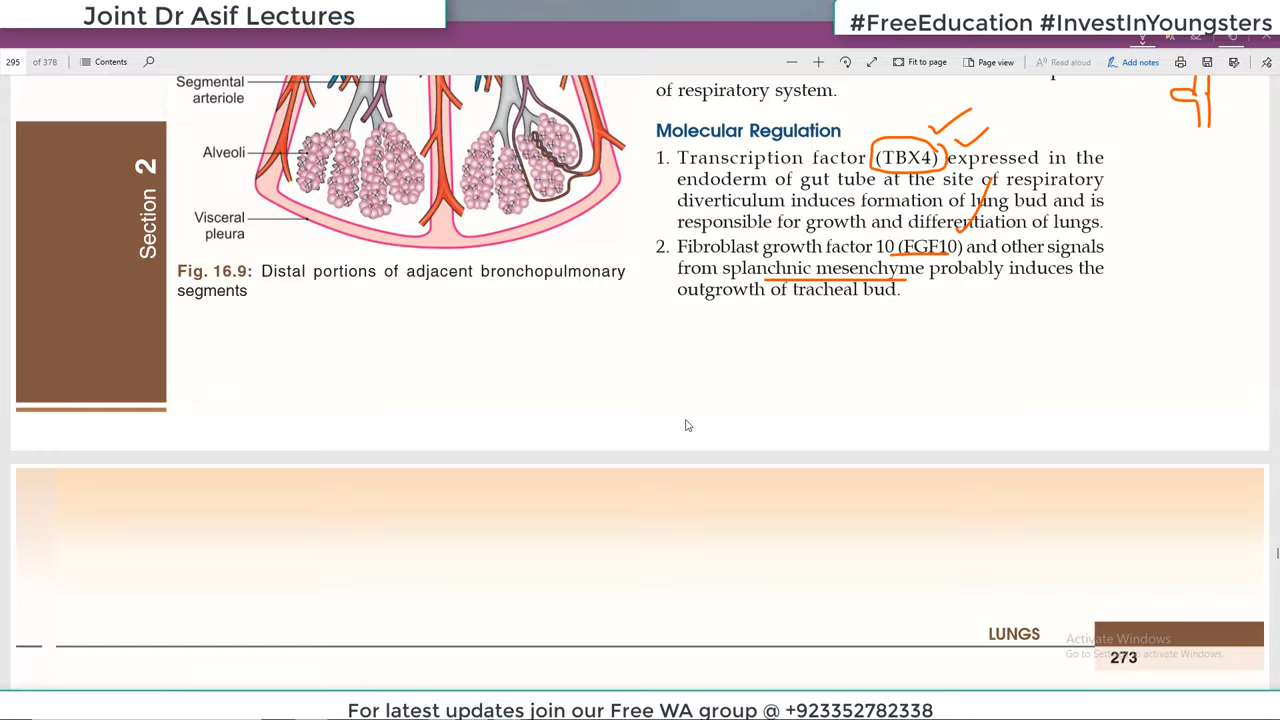 Joint Dr Asif Lectures
#FreeEducation #InvestInYoungsters
295 of 378
Contents
Fit to page
Page view
Read aloud
Add notes
Section 2
Segmental
arteriole
Alveoli
Visceral
pleura
Fig. 16.9: Distal portions of adjacent bronchopulmonary
segments
of respiratory system.
Molecular Regulation
1. Transcription factor (TBX4) expressed in the
endoderm of gut tube at the site of respiratory
diverticulum induces formation of lung bud and is
responsible for growth and differentiation of lungs.
2. Fibroblast growth factor 10 (FGF10) and other signals
from splanchnic mesenchyme probably induces the
outgrowth of tracheal bud.
LUNGS
273
Activate Windows
Go to Settings to activate Windows.
For latest updates join our Free WA group @ +923352782338